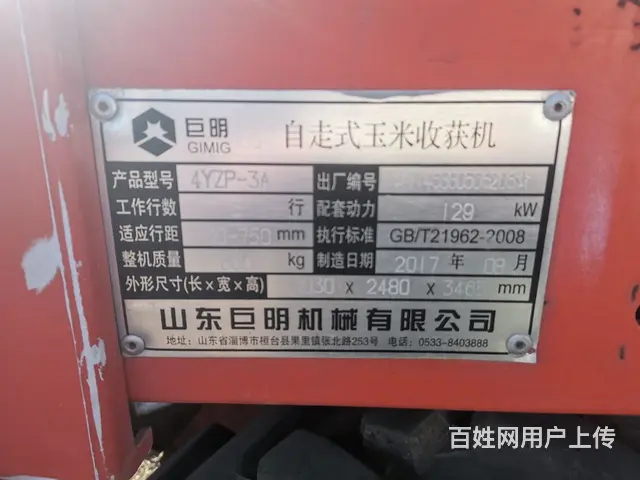 巨明
GIMIG
自走式玉米收获机
产品型号 4YZP-3A 出厂编号
工作行数 行 配套动力 129 kW
适应行距 -750 mm 执行标准 GB/T21962-2008
整机质量 kg 制造日期 2017 年 09 月
外形尺寸(长×宽×高) × 2480 × mm
山东巨明机械有限公司
地址: 山东省淄博市桓台县果里镇张北路253号 电话: 0533-8403888
百姓网用户上传